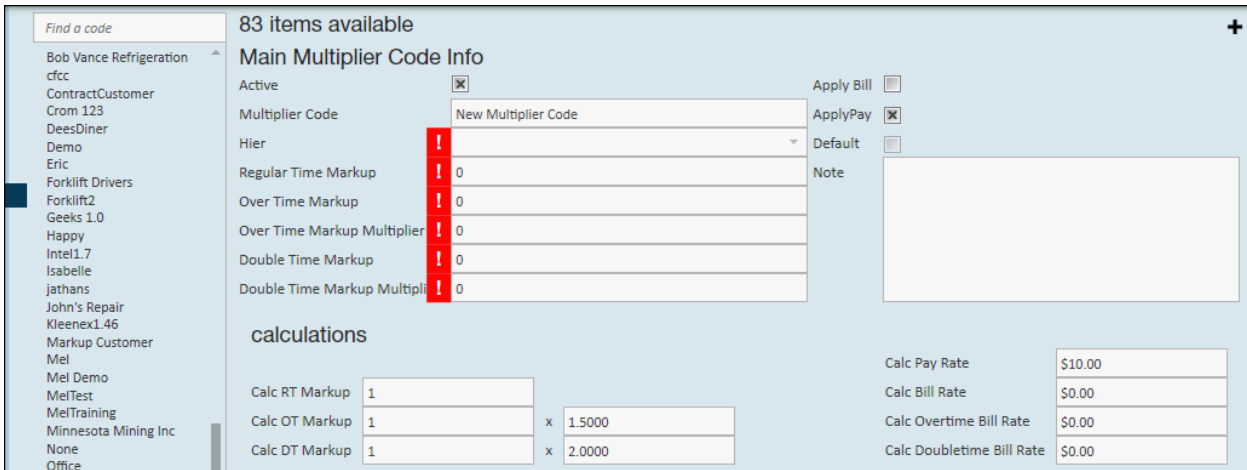 Find a code
Bob Vance Refrigeration
cfcc
ContractCustomer
Crom 123
DeesDiner
Demo
Eric
Forklift Drivers
Forklift2
Geeks 1.0
Happy
Intel1.7
Isabelle
jathans
John's Repair
Kleenex1.46
Markup Customer
Mel
Mel Demo
MelTest
MelTraining
Minnesota Mining Inc
None
Office
83 items available
Main Multiplier Code Info
Active
Multiplier Code New Multiplier Code
Hier !
Regular Time Markup ! 0
Over Time Markup ! 0
Over Time Markup Multiplier ! 0
Double Time Markup ! 0
Double Time Markup Multipli ! 0
Apply Bill
ApplyPay
Default
Note
calculations
Calc RT Markup 1
Calc OT Markup 1 x 1.5000
Calc DT Markup 1 x 2.0000
Calc Pay Rate $10.00
Calc Bill Rate $0.00
Calc Overtime Bill Rate $0.00
Calc Doubletime Bill Rate $0.00